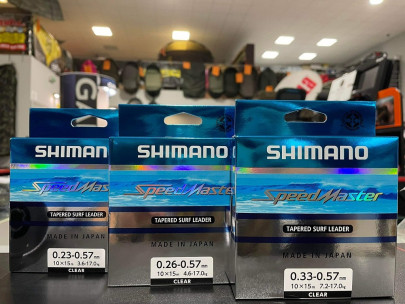 SHIMANO
SpeedMaster
TAPERED SURF LEADER
MADE IN JAPAN
0.23-0.57mm
10×15m 3.6-17.0kg
CLEAR
SHIMANO
SpeedMaster
TAPERED SURF LEADER
MADE IN JAPAN
0.26-0.57mm
10×15m 4.6-17.0kg
CLEAR
SHIMANO
SpeedMaster
TAPERED SURF LEADER
MADE IN JAPAN
0.33-0.57mm
10×15m 7.2-17.0kg
CLEAR